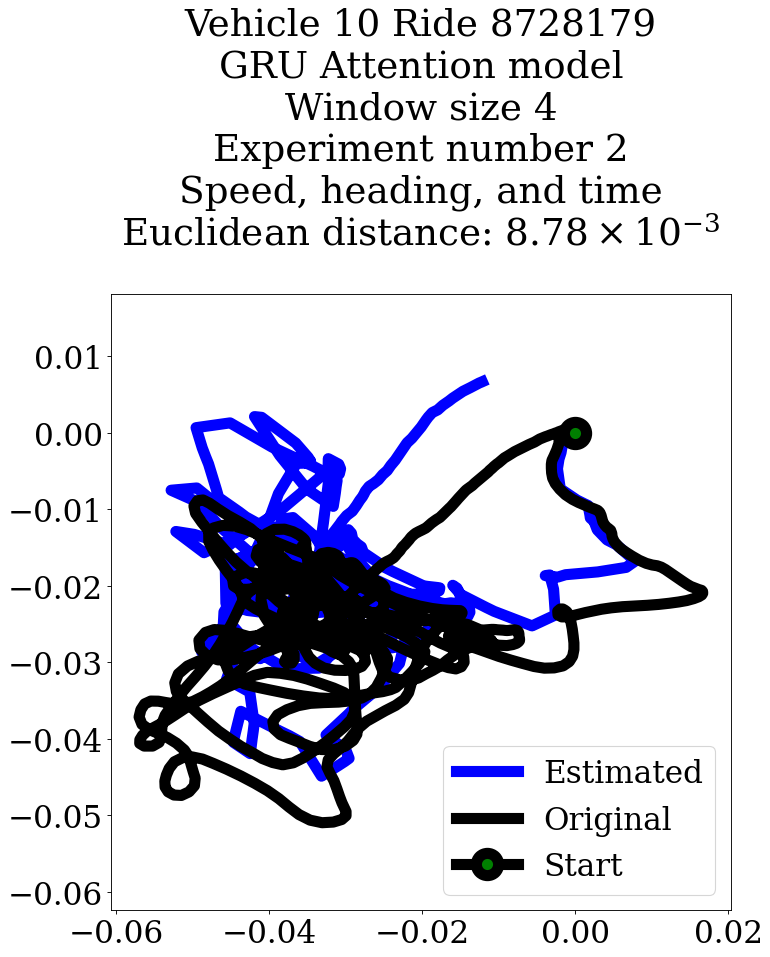 Vehicle 10 Ride 8728179
GRU Attention model
Window size 4
Experiment number 2
Speed, heading, and time
Euclidean distance: 8.78 × 10⁻³
0.01
0.00
−0.01
−0.02
−0.03
−0.04
−0.05
−0.06
Estimated
Original
Start
−0.06
−0.04
−0.02
0.00
0.02